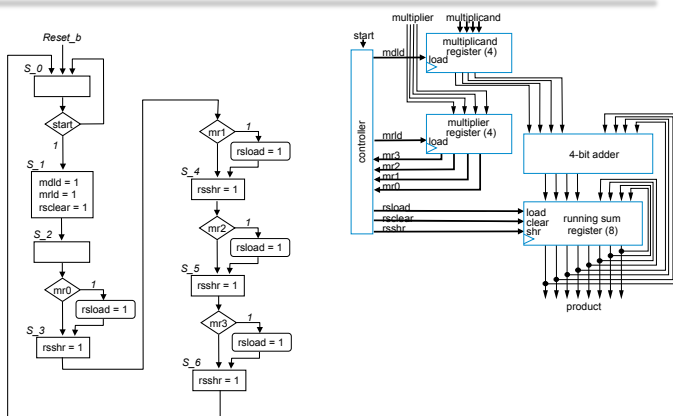 Reset_b
S_0
start
1
S_1
mdld = 1
mrld = 1
rsclear = 1
S_2
mr0
1
rsload = 1
S_3
rsshr = 1
mr1
1
rsload = 1
S_4
rsshr = 1
mr2
1
rsload = 1
S_5
rsshr = 1
mr3
1
rsload = 1
S_6
rsshr = 1
multiplier
multiplicand
start
controller
mdld
load
multiplicand
register (4)
mrld
load
multiplier
register (4)
mr3
mr2
mr1
mr0
4-bit adder
rsload
rsclear
rsshr
load
clear
shr
running sum
register (8)
product